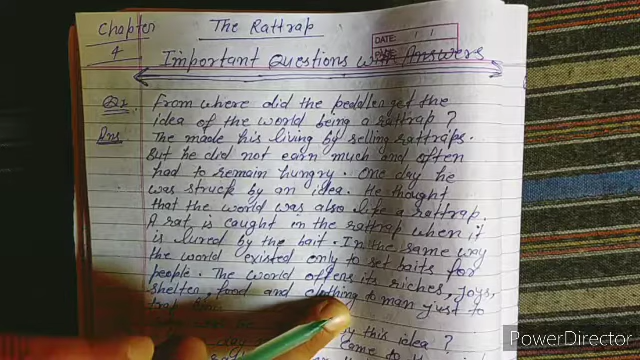 Chapter
4
The Rattrap
DATE: / /
Important Questions with Answers
Q1. From where did the peddler get the
idea of the world being a rattrap ?
Ans The made his living by selling rattraps.
But he did not earn much and often
had to remain hungry. One day he
was struck by an idea. He thought
that the world was also like a rattrap.
A rat is caught in the rattrap when it
is lured by the bait. In the same way
the world existed only to set baits for
people. The world offers its riches, joys,
shelter, food and clothing to man just to
this idea ?
came to
PowerDirector